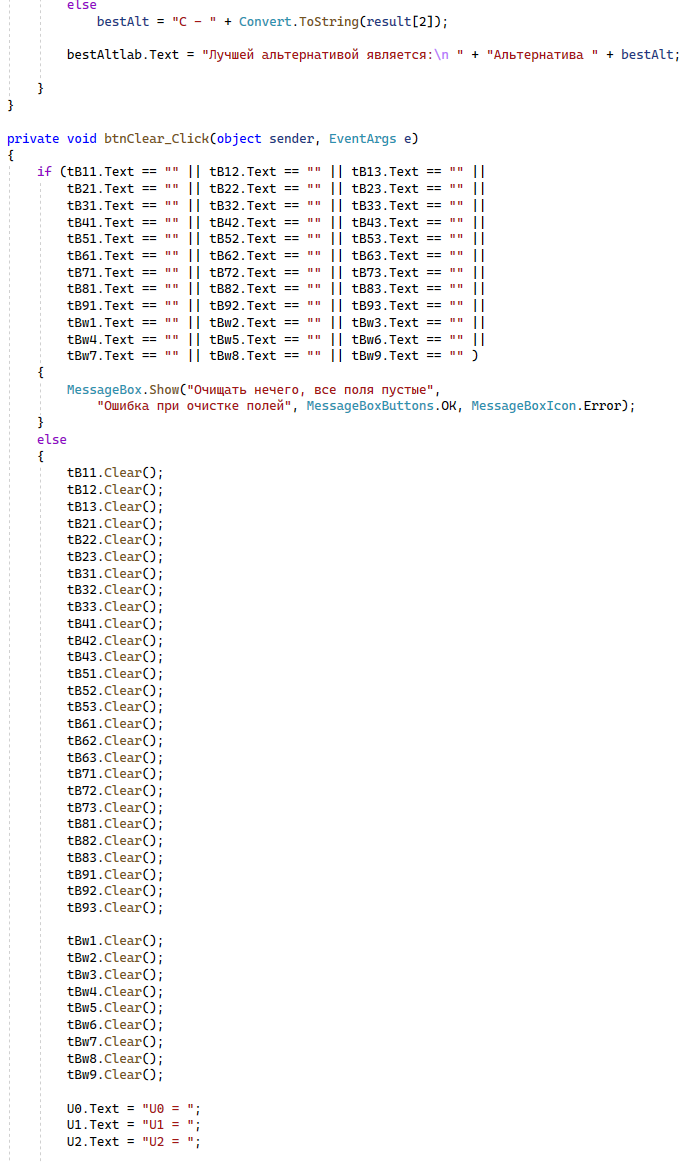 else
bestAlt = "C - " + Convert.ToString(result[2]);
bestAltlab.Text = "Лучшей альтернативой является:\n " + "Альтернатива " + bestAlt;
}
}
private void btnClear_Click(object sender, EventArgs e)
{
if (tB11.Text == "" || tB12.Text == "" || tB13.Text == "" ||
tB21.Text == "" || tB22.Text == "" || tB23.Text == "" ||
tB31.Text == "" || tB32.Text == "" || tB33.Text == "" ||
tB41.Text == "" || tB42.Text == "" || tB43.Text == "" ||
tB51.Text == "" || tB52.Text == "" || tB53.Text == "" ||
tB61.Text == "" || tB62.Text == "" || tB63.Text == "" ||
tB71.Text == "" || tB72.Text == "" || tB73.Text == "" ||
tB81.Text == "" || tB82.Text == "" || tB83.Text == "" ||
tB91.Text == "" || tB92.Text == "" || tB93.Text == "" ||
tBw1.Text == "" || tBw2.Text == "" || tBw3.Text == "" ||
tBw4.Text == "" || tBw5.Text == "" || tBw6.Text == "" ||
tBw7.Text == "" || tBw8.Text == "" || tBw9.Text == "" )
{
MessageBox.Show("Очищать нечего, все поля пустые",
"Ошибка при очистке полей", MessageBoxButtons.OK, MessageBoxIcon.Error);
}
else
{
tB11.Clear();
tB12.Clear();
tB13.Clear();
tB21.Clear();
tB22.Clear();
tB23.Clear();
tB31.Clear();
tB32.Clear();
tB33.Clear();
tB41.Clear();
tB42.Clear();
tB43.Clear();
tB51.Clear();
tB52.Clear();
tB53.Clear();
tB61.Clear();
tB62.Clear();
tB63.Clear();
tB71.Clear();
tB72.Clear();
tB73.Clear();
tB81.Clear();
tB82.Clear();
tB83.Clear();
tB91.Clear();
tB92.Clear();
tB93.Clear();
tBw1.Clear();
tBw2.Clear();
tBw3.Clear();
tBw4.Clear();
tBw5.Clear();
tBw6.Clear();
tBw7.Clear();
tBw8.Clear();
tBw9.Clear();
U0.Text = "U0 = ";
U1.Text = "U1 = ";
U2.Text = "U2 = ";